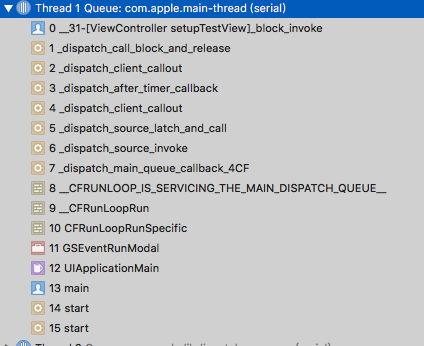 Thread 1 Queue: com.apple.main-thread (serial)
0 __31-[ViewController setupTestView]_block_invoke
1 _dispatch_call_block_and_release
2 _dispatch_client_callout
3 _dispatch_after_timer_callback
4 _dispatch_client_callout
5 _dispatch_source_latch_and_call
6 _dispatch_source_invoke
7 _dispatch_main_queue_callback_4CF
8 __CFRUNLOOP_IS_SERVICING_THE_MAIN_DISPATCH_QUEUE__
9 __CFRunLoopRun
10 CFRunLoopRunSpecific
11 GSEventRunModal
12 UIApplicationMain
13 main
14 start
15 start